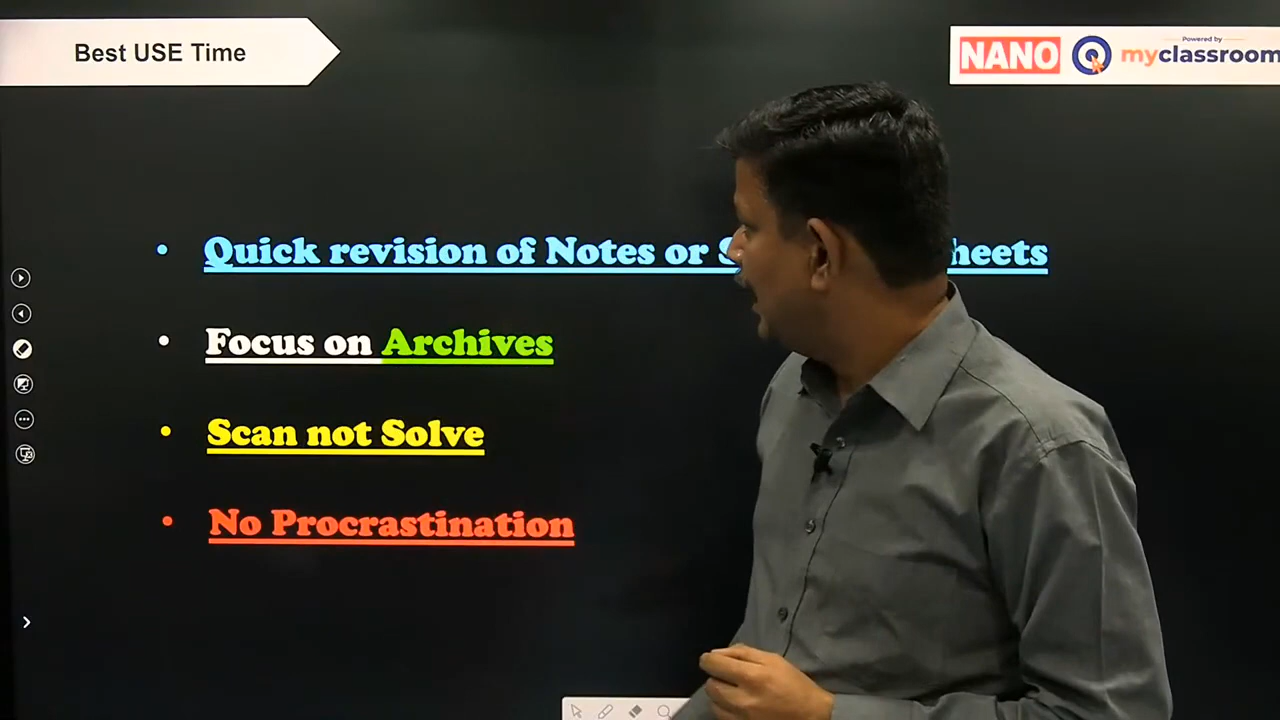 Best USE Time
Powered by
NANO myclassroom
Quick revision of Notes or
Focus on Archives
Scan not Solve
No Procrastination